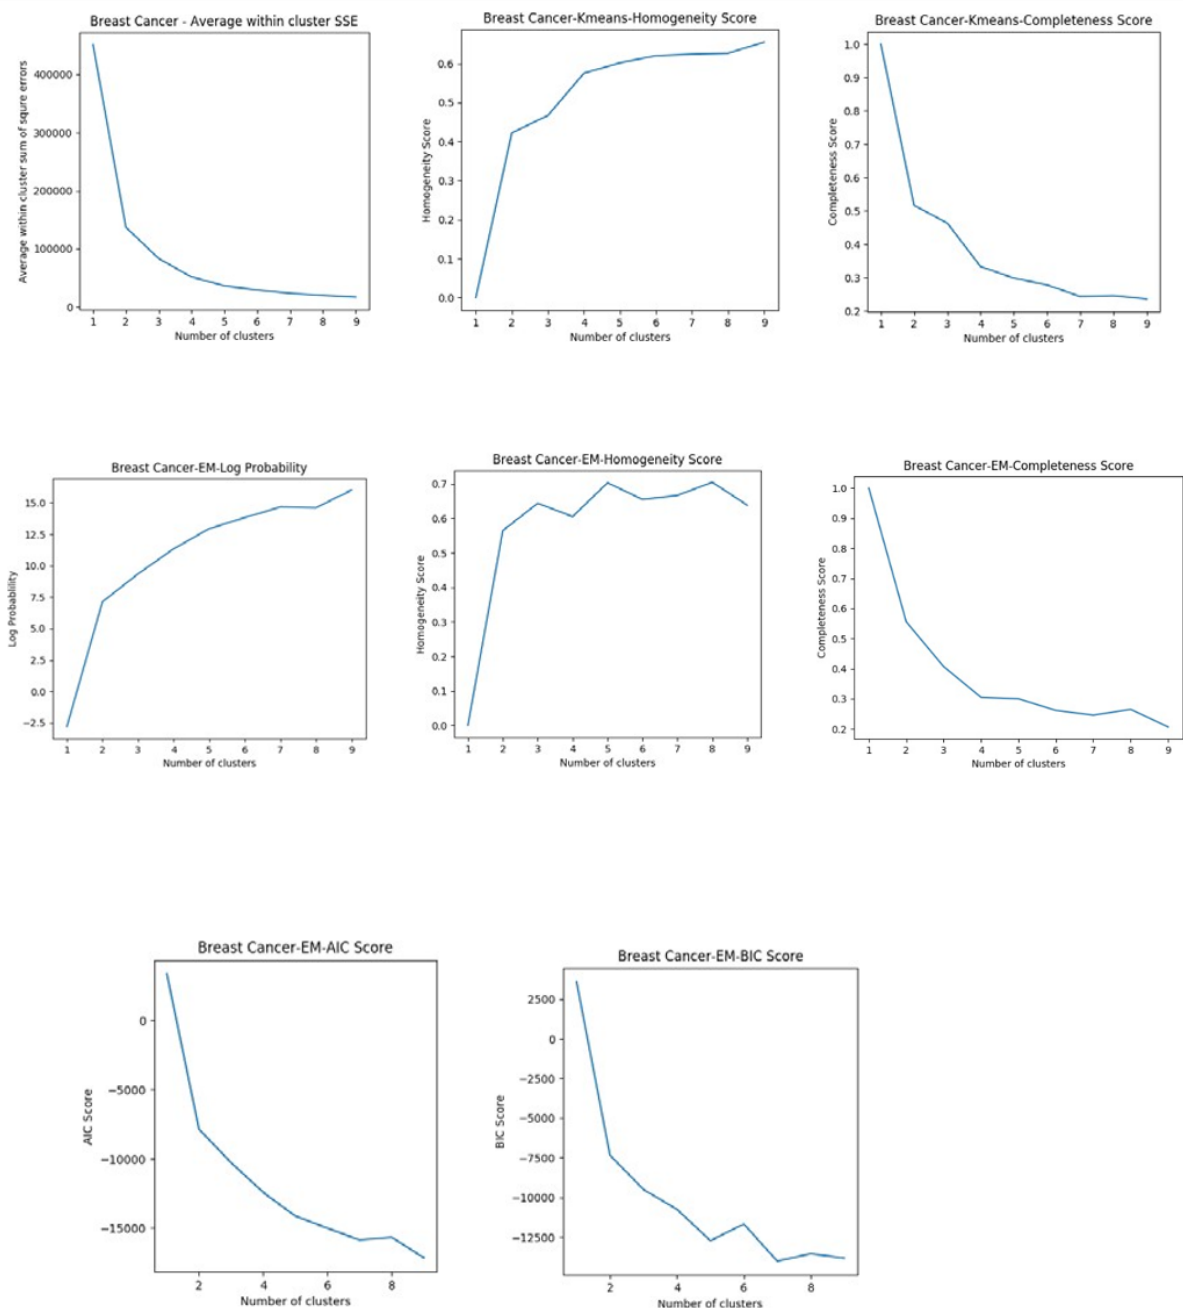 Breast Cancer - Average within cluster SSE
Average within cluster sum of squre errors
400000
300000
200000
100000
0
1 2 3 4 5 6 7 8 9
Number of clusters
Breast Cancer-Kmeans-Homogeneity Score
Homogeneity Score
0.6
0.5
0.4
0.3
0.2
0.1
0.0
1 2 3 4 5 6 7 8 9
Number of clusters
Breast Cancer-Kmeans-Completeness Score
Completeness Score
1.0
0.9
0.8
0.7
0.6
0.5
0.4
0.3
0.2
1 2 3 4 5 6 7 8 9
Number of clusters
Breast Cancer-EM-Log Probability
Log Probablility
15.0
12.5
10.0
7.5
5.0
2.5
0.0
−2.5
1 2 3 4 5 6 7 8 9
Number of clusters
Breast Cancer-EM-Homogeneity Score
Homogeneity Score
0.7
0.6
0.5
0.4
0.3
0.2
0.1
0.0
1 2 3 4 5 6 7 8 9
Number of clusters
Breast Cancer-EM-Completeness Score
Completeness Score
1.0
0.9
0.8
0.7
0.6
0.5
0.4
0.3
0.2
1 2 3 4 5 6 7 8 9
Number of clusters
Breast Cancer-EM-AIC Score
AIC Score
0
−5000
−10000
−15000
2 4 6 8
Number of clusters
Breast Cancer-EM-BIC Score
BIC Score
2500
0
−2500
−5000
−7500
−10000
−12500
2 4 6 8
Number of clusters